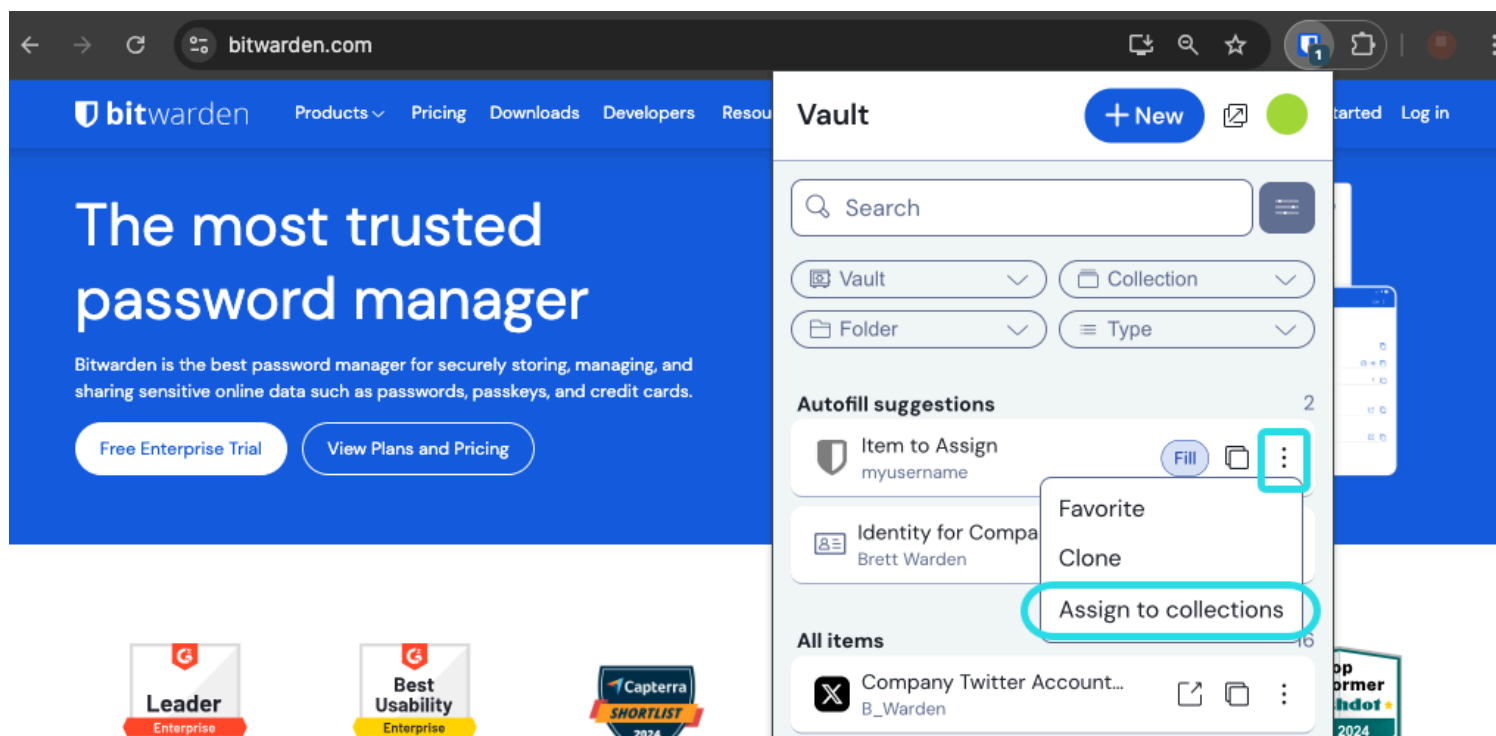 bitwarden.com
1
bitwarden
Products
Pricing
Downloads
Developers
Log in
The most trusted
password manager
Bitwarden is the best password manager for securely storing, managing, and
sharing sensitive online data such as passwords, passkeys, and credit cards.
Free Enterprise Trial
View Plans and Pricing
Leader
Enterprise
Best
Usability
Enterprise
Capterra
SHORTLIST
2024
Vault
+ New
Search
Vault
Collection
Folder
Type
Autofill suggestions
2
Item to Assign
myusername
Fill
Favorite
Clone
Assign to collections
Identity for Compa
Brett Warden
All items
16
Company Twitter Account...
B_Warden
2024